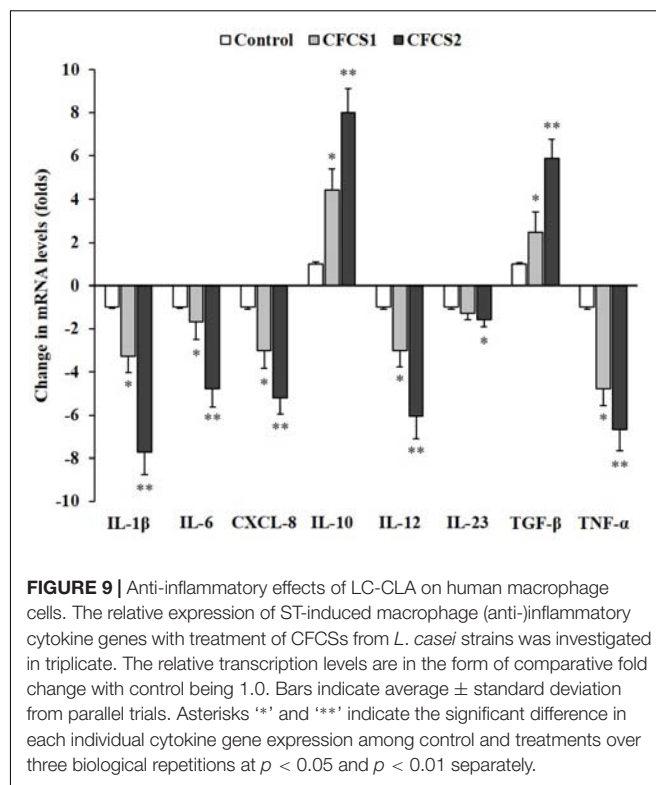 Control CFCS1 CFCS2
10
8
6
4
2
0
-2
-4
-6
-8
-10
Change in mRNA levels (folds)
* ** * **
* ** * ** * ** * ** * * **
IL-1β IL-6 CXCL-8 IL-10 IL-12 IL-23 TGF-β TNF-α
FIGURE 9 | Anti-inflammatory effects of LC-CLA on human macrophage
cells. The relative expression of ST-induced macrophage (anti-)inflammatory
cytokine genes with treatment of CFCSs from L. casei strains was investigated
in triplicate. The relative transcription levels are in the form of comparative fold
change with control being 1.0. Bars indicate average ± standard deviation
from parallel trials. Asterisks ‘*’ and ‘**’ indicate the significant difference in
each individual cytokine gene expression among control and treatments over
three biological repetitions at p < 0.05 and p < 0.01 separately.